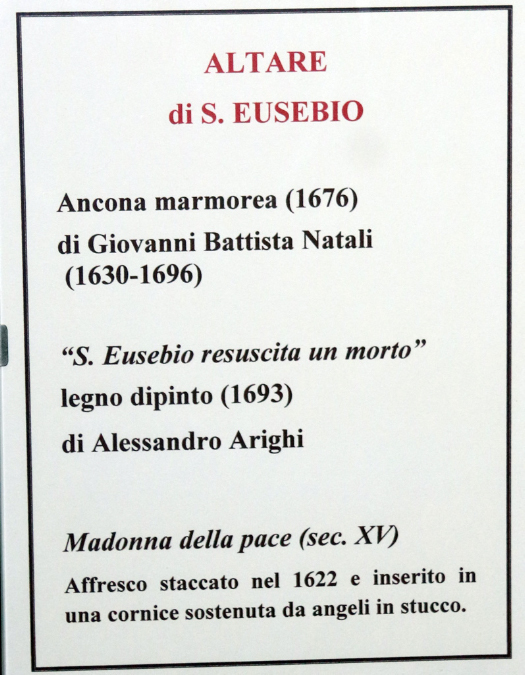 ALTARE
di S. EUSEBIO
Ancona marmorea (1676)
di Giovanni Battista Natali
(1630-1696)
“S. Eusebio resuscita un morto”
legno dipinto (1693)
di Alessandro Arighi
Madonna della pace (sec. XV)
Affresco staccato nel 1622 e inserito in
una cornice sostenuta da angeli in stucco.